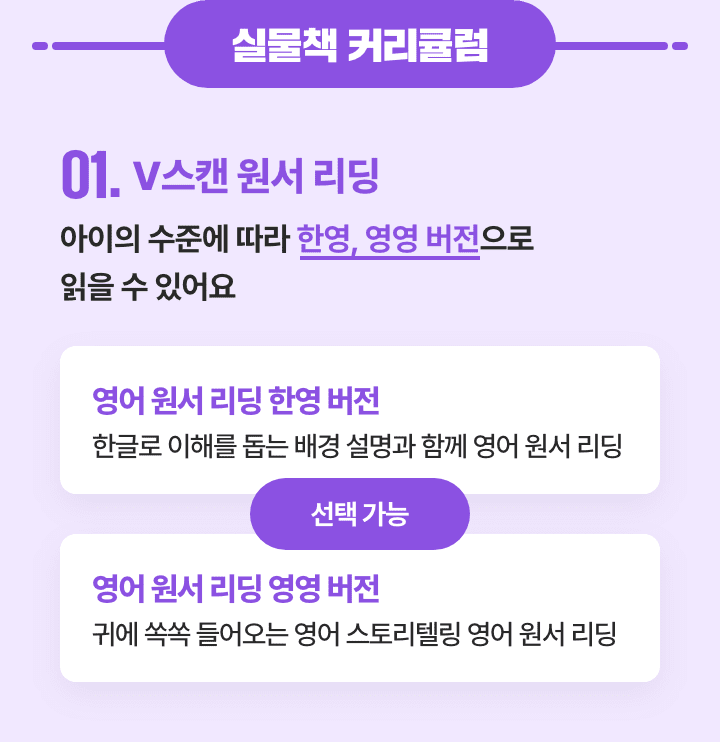 실물책 커리큘럼
01. V스캔 원서 리딩
아이의 수준에 따라 한영, 영영 버전으로
읽을 수 있어요
영어 원서 리딩 한영 버전
한글로 이해를 돕는 배경 설명과 함께 영어 원서 리딩
선택 가능
영어 원서 리딩 영영 버전
귀에 쏙쏙 들어오는 영어 스토리텔링 영어 원서 리딩